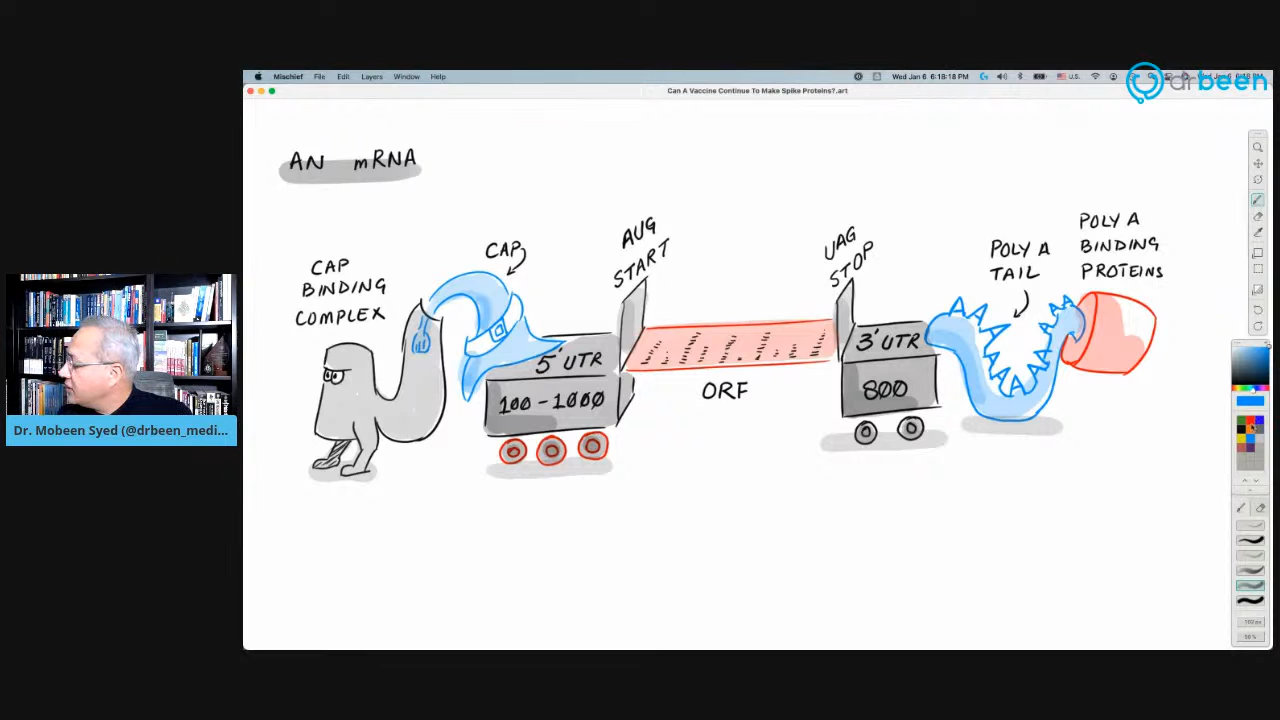 Mischief File Edit Layers Window Help
U.S. Wed Jan 6 6:18:18 PM
Can A Vaccine Continue To Make Spike Proteins?.art
drbeen
AN mRNA
CAP
BINDING
COMPLEX
CAP
AUG
START
UAG
STOP
POLY A
TAIL
POLY A
BINDING
PROTEINS
5' UTR
100-1000
ORF
3' UTR
800
Dr. Mobeen Syed (@drbeen_medi...